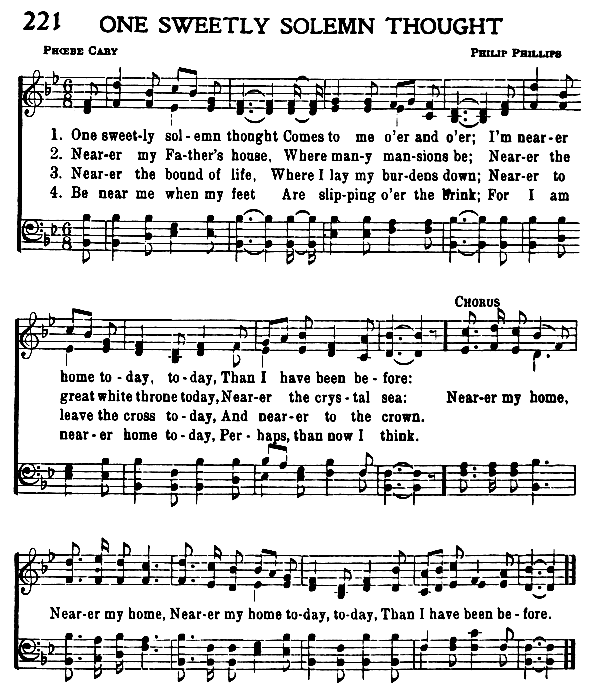 221 ONE SWEETLY SOLEMN THOUGHT
PHŒBE CARY PHILIP PHILLIPS
1. One sweet-ly sol-emn thought Comes to me o'er and o'er; I'm near-er
2. Near-er my Fa-ther's house, Where man-y man-sions be; Near-er the
3. Near-er the bound of life, Where I lay my bur-dens down; Near-er to
4. Be near me when my feet Are slip-ping o'er the brink; For I am
CHORUS
home to-day, to-day, Than I have been be-fore:
great white throne today, Near-er the crys-tal sea: Near-er my home,
leave the cross to-day, And near-er to the crown.
near-er home to-day, Per-haps, than now I think.
Near-er my home, Near-er my home to-day, to-day, Than I have been be-fore.